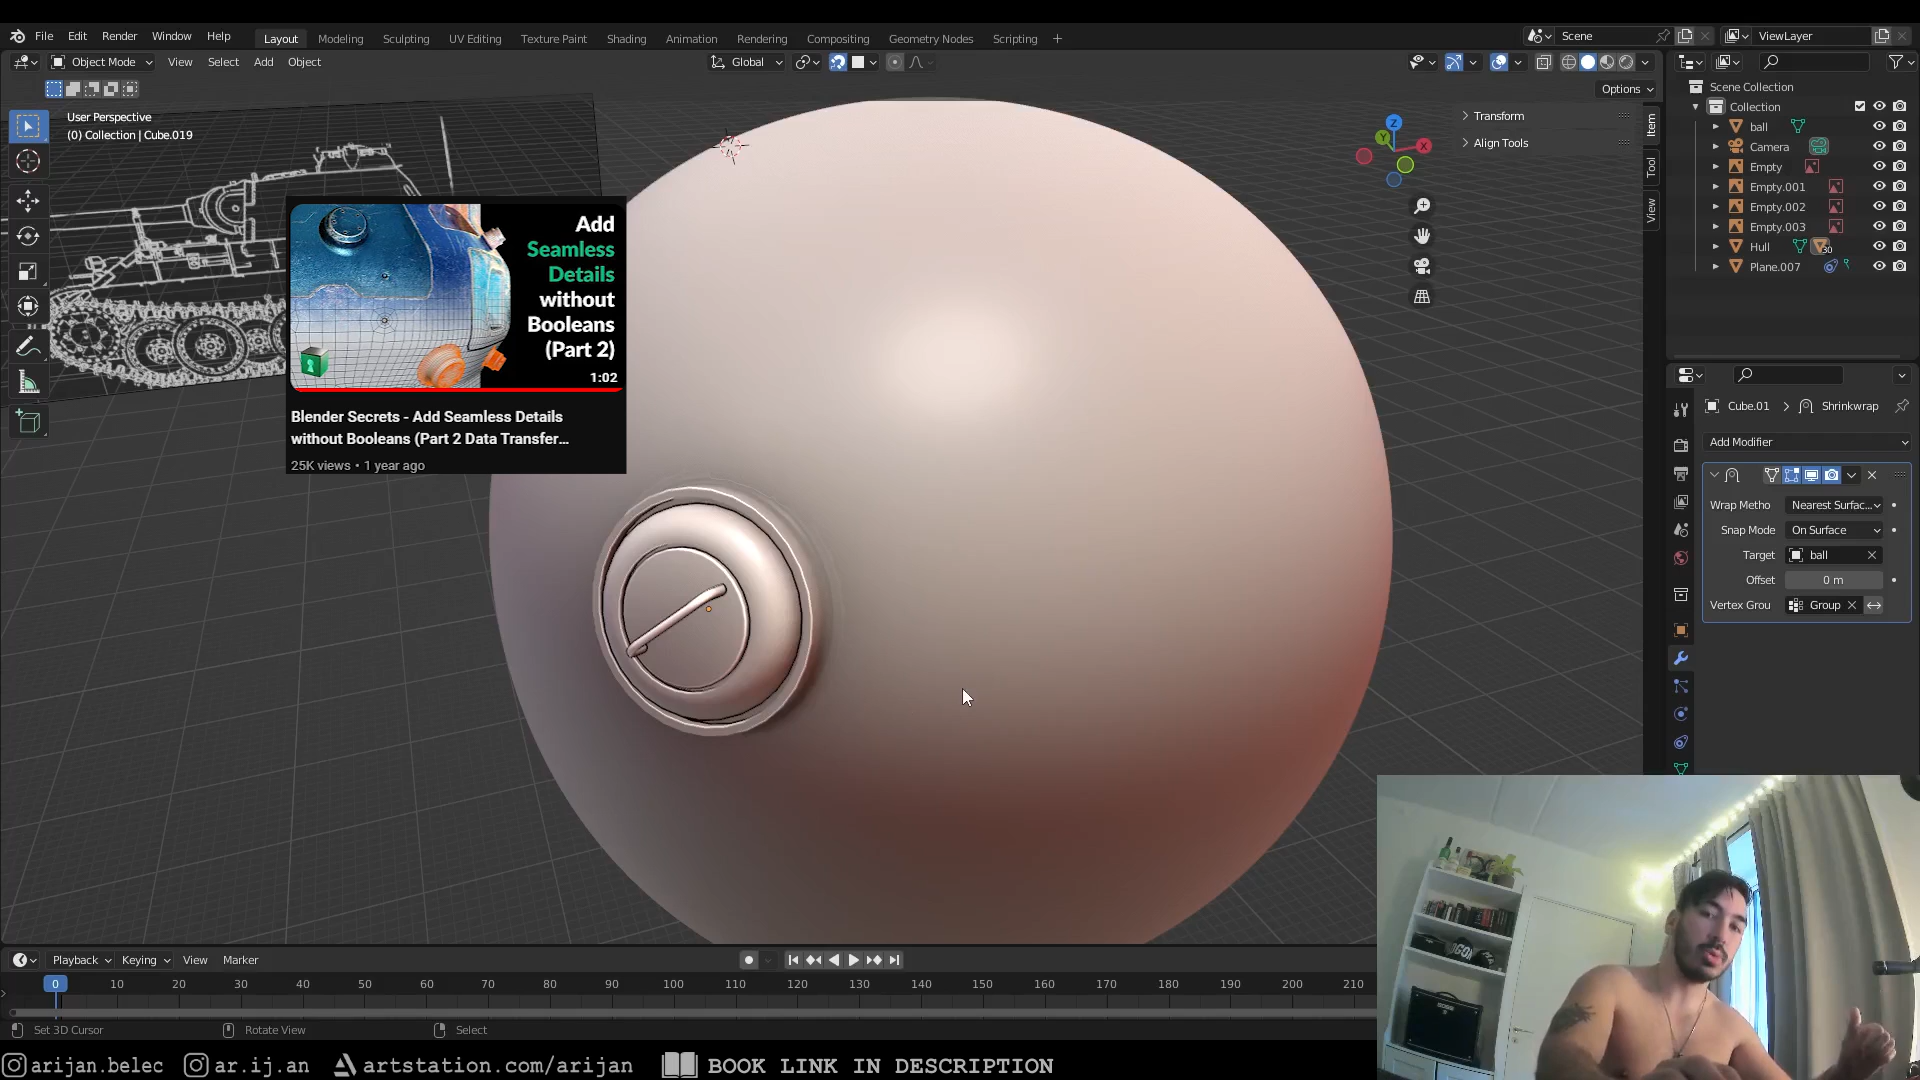 File Edit Render Window Help Layout Modeling Sculpting UV Editing Texture Paint Shading Animation Rendering Compositing Geometry Nodes Scripting +
Scene
ViewLayer
Object Mode View Select Add Object
Global
Options
User Perspective
(0) Collection | Cube.019
Transform
Align Tools
Item
Tool
View
Z
Y
X
Scene Collection
Collection
ball
Camera
Empty
Empty.001
Empty.002
Empty.003
Hull
30
Plane.007
Add
Seamless
Details
without
Booleans
(Part 2)
1:02
Blender Secrets - Add Seamless Details
without Booleans (Part 2 Data Transfer...
25K views • 1 year ago
Cube.01 > Shrinkwrap
Add Modifier
Wrap Metho Nearest Surfac...
Snap Mode On Surface
Target ball
Offset 0 m
Vertex Grou Group
Playback Keying View Marker
0 10 20 30 40 50 60 70 80 90 100 110 120 130 140 150 160 170 180 190 200 210
Set 3D Cursor Rotate View Select
arijan.belec ar.ij.an artstation.com/arijan BOOK LINK IN DESCRIPTION